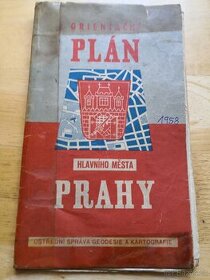 ORIENTAČNÍ
PLÁN
1958
HLAVNÍHO MĚSTA
PRAHY
ÚSTŘEDNÍ SPRÁVA GEODESIE A KARTOGRAFIE